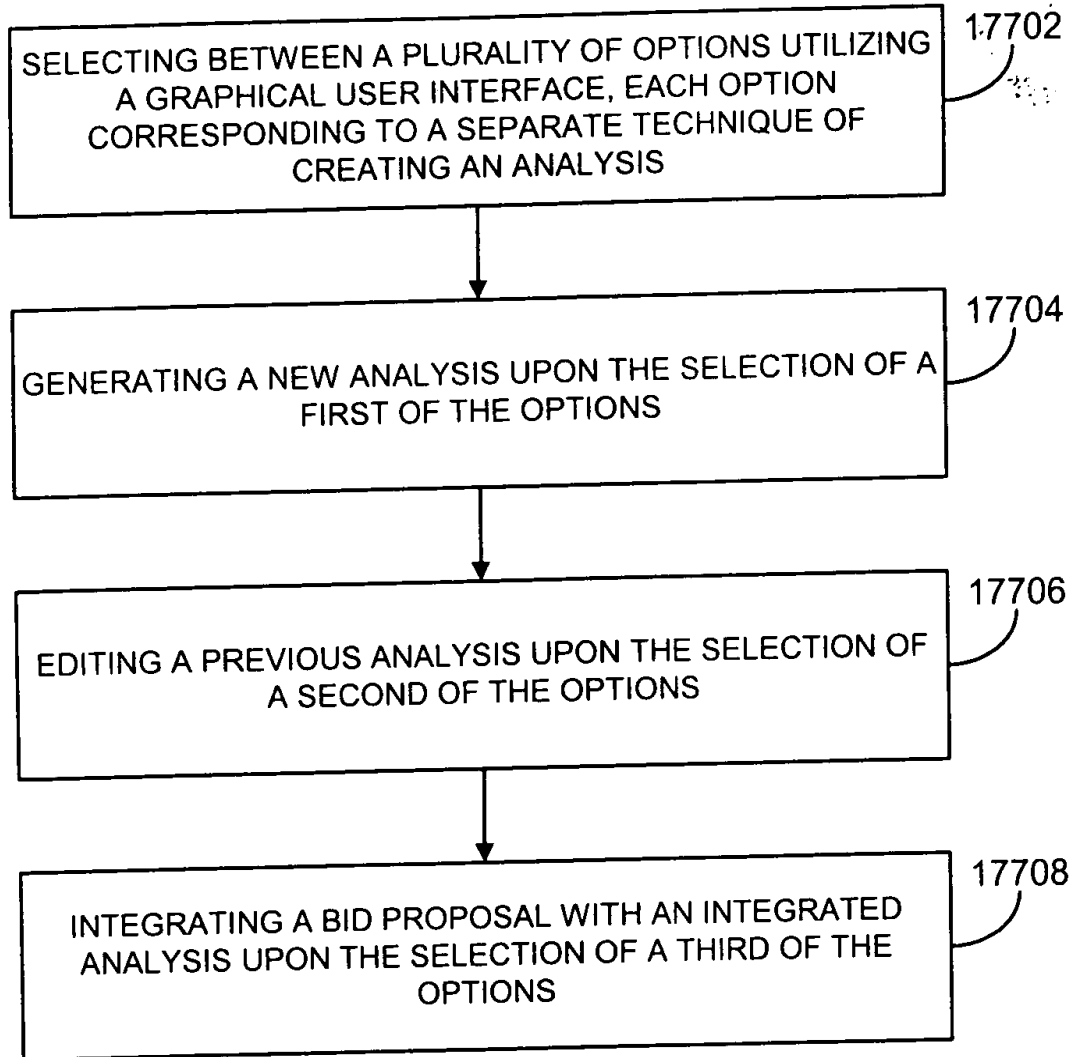 17702
SELECTING BETWEEN A PLURALITY OF OPTIONS UTILIZING
A GRAPHICAL USER INTERFACE, EACH OPTION
CORRESPONDING TO A SEPARATE TECHNIQUE OF
CREATING AN ANALYSIS
17704
GENERATING A NEW ANALYSIS UPON THE SELECTION OF A
FIRST OF THE OPTIONS
17706
EDITING A PREVIOUS ANALYSIS UPON THE SELECTION OF
A SECOND OF THE OPTIONS
17708
INTEGRATING A BID PROPOSAL WITH AN INTEGRATED
ANALYSIS UPON THE SELECTION OF A THIRD OF THE
OPTIONS